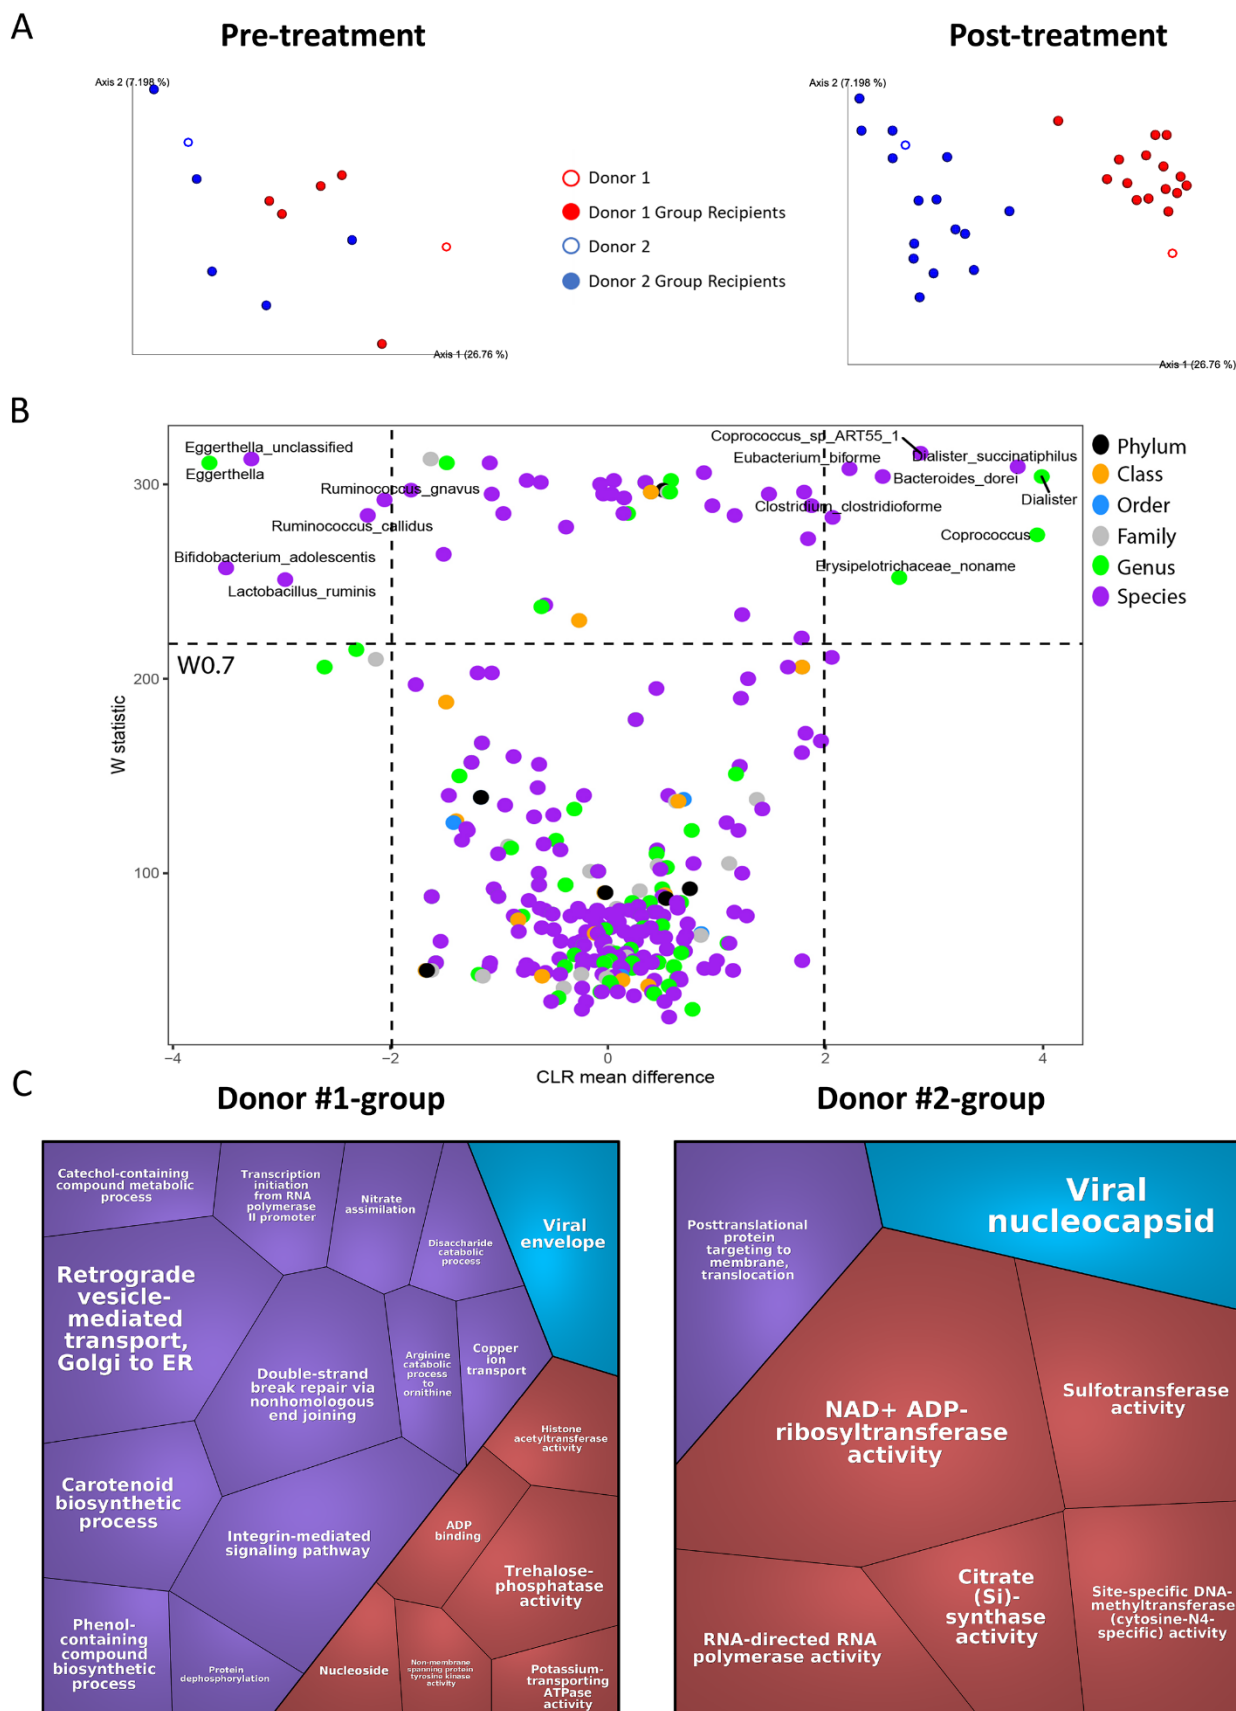 A
Pre-treatment
Post-treatment
Axis 2 (7.198 %)
Axis 2 (7.198 %)
Donor 1
Donor 1 Group Recipients
Donor 2
Donor 2 Group Recipients
Axis 1 (26.76 %)
Axis 1 (26.76 %)
B
Eggerthella_unclassified
Eggerthella
Ruminococcus_gnavus
Ruminococcus_callidus
Bifidobacterium_adolescentis
Lactobacillus_ruminis
Coprococcus_sp_ART55_1
Eubacterium_biforme
Dialister_succinatiphilus
Bacteroides_dorei
Dialister
Clostridium_clostridioforme
Coprococcus
Erysipelotrichaceae_noname
Phylum
Class
Order
Family
Genus
Species
W0.7
W statistic
300
200
100
−4
−2
0
2
4
CLR mean difference
C
Donor #1-group
Donor #2-group
Catechol-containing
compound metabolic
process
Transcription
initiation
from RNA
polymerase
II promoter
Nitrate
assimilation
Disaccharide
catabolic
process
Viral
envelope
Retrograde
vesicle-
mediated
transport,
Golgi to ER
Double-strand
break repair via
nonhomologous
end joining
Arginine
catabolic
process
to
ornithine
Copper
ion
transport
Histone
acetyltransferase
activity
Carotenoid
biosynthetic
process
Integrin-mediated
signaling pathway
ADP
binding
Trehalose-
phosphatase
activity
Phenol-
containing
compound
biosynthetic
process
Protein
dephosphorylation
Nucleoside
Non-membrane
spanning protein
tyrosine kinase
activity
Potassium-
transporting
ATPase
activity
Posttranslational
protein
targeting to
membrane,
translocation
Viral
nucleocapsid
NAD+ ADP-
ribosyltransferase
activity
Sulfotransferase
activity
RNA-directed RNA
polymerase activity
Citrate
(Si)-
synthase
activity
Site-specific DNA-
methyltransferase
(cytosine-N4-
specific) activity